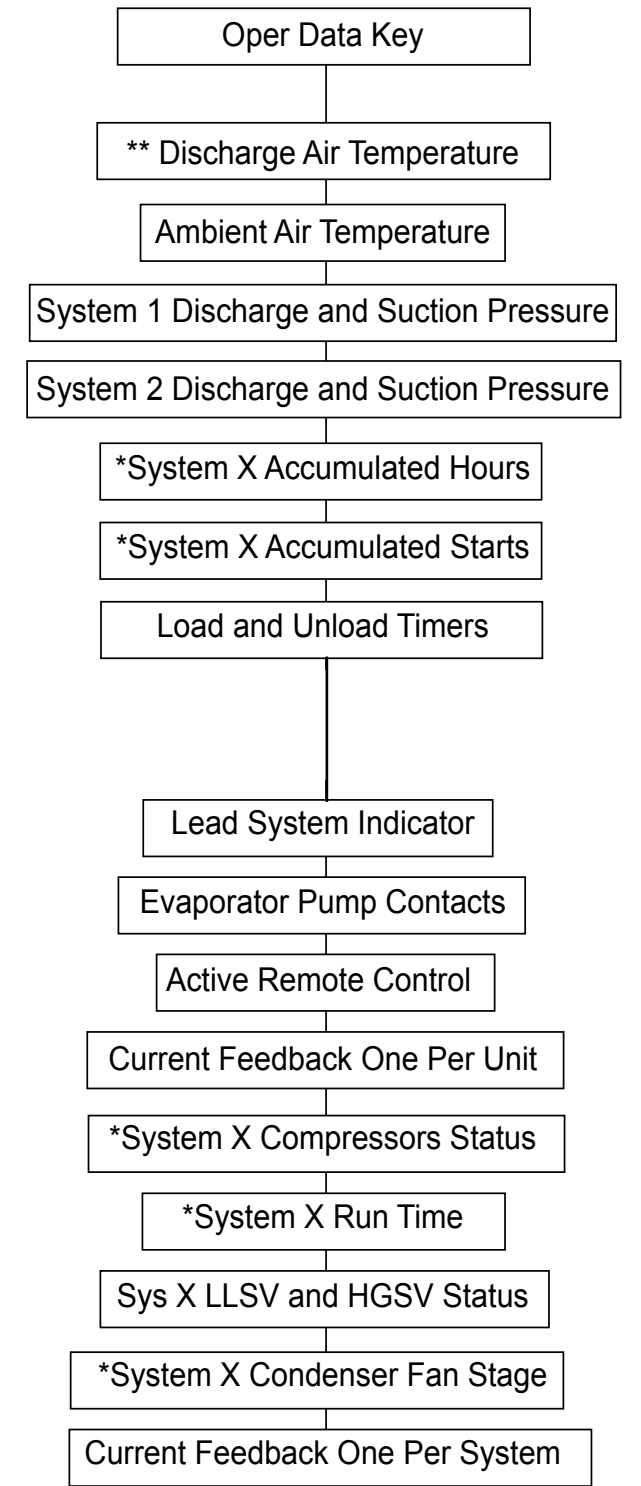 Oper Data Key
** Discharge Air Temperature
Ambient Air Temperature
System 1 Discharge and Suction Pressure
System 2 Discharge and Suction Pressure
*System X Accumulated Hours
*System X Accumulated Starts
Load and Unload Timers
Lead System Indicator
Evaporator Pump Contacts
Active Remote Control
Current Feedback One Per Unit
*System X Compressors Status
*System X Run Time
Sys X LLSV and HGSV Status
*System X Condenser Fan Stage
Current Feedback One Per System